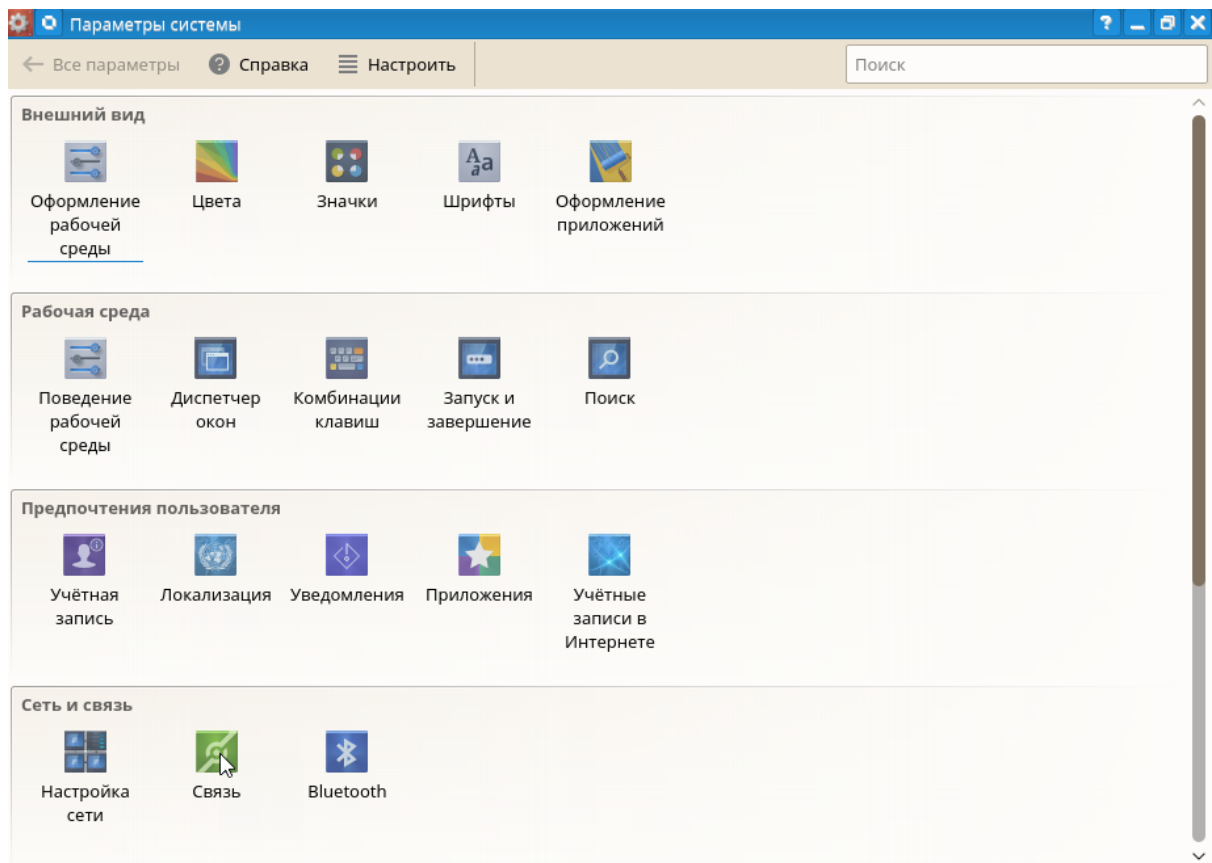 Параметры системы
Все параметры Справка Настроить Поиск
Внешний вид
Оформление рабочей среды
Цвета
Значки
Шрифты
Оформление приложений
Рабочая среда
Поведение рабочей среды
Диспетчер окон
Комбинации клавиш
Запуск и завершение
Поиск
Предпочтения пользователя
Учётная запись
Локализация
Уведомления
Приложения
Учётные записи в Интернете
Сеть и связь
Настройка сети
Связь
Bluetooth